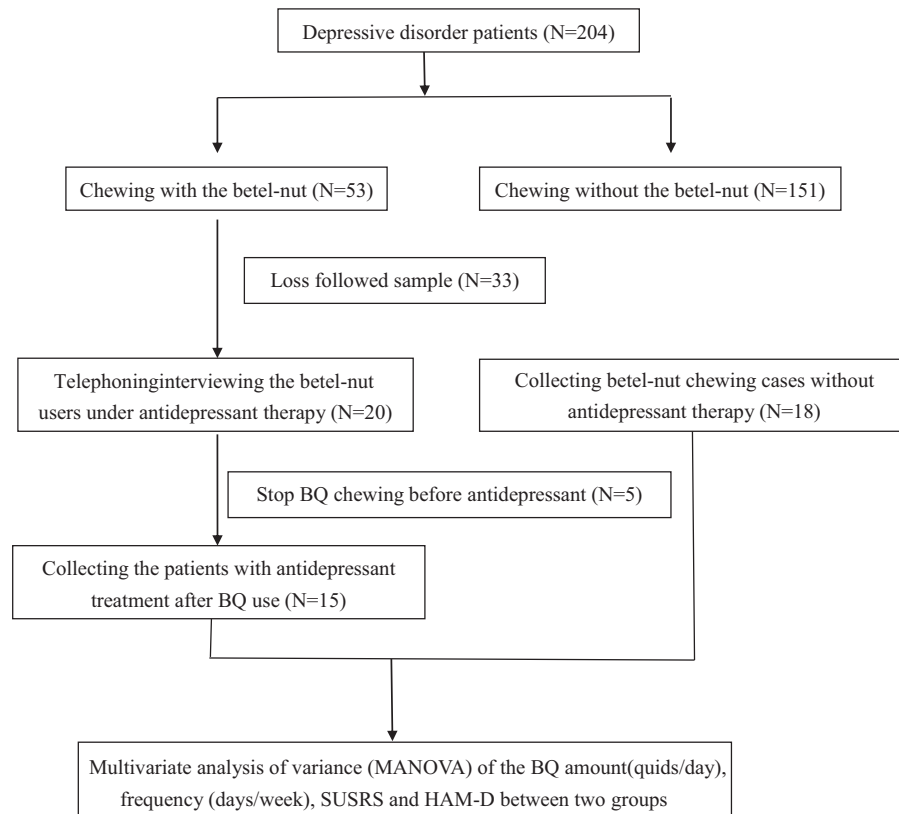 Depressive disorder patients (N=204)
Chewing with the betel-nut (N=53)
Chewing without the betel-nut (N=151)
Loss followed sample (N=33)
Telephoninginterviewing the betel-nut
users under antidepressant therapy (N=20)
Collecting betel-nut chewing cases without
antidepressant therapy (N=18)
Stop BQ chewing before antidepressant (N=5)
Collecting the patients with antidepressant
treatment after BQ use (N=15)
Multivariate analysis of variance (MANOVA) of the BQ amount(quids/day),
frequency (days/week), SUSRS and HAM-D between two groups